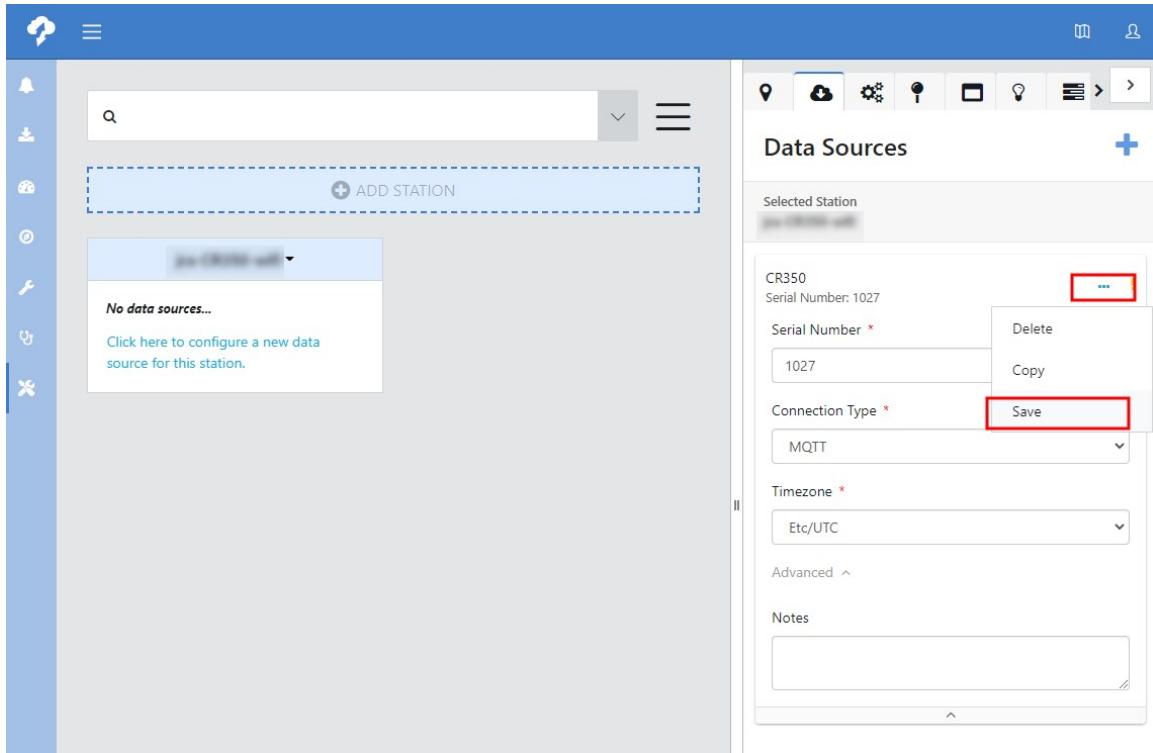 ADD STATION
No data sources...
Click here to configure a new data
source for this station.
Data Sources
Selected Station
CR350
Serial Number: 1027
Serial Number *
1027
Delete
Copy
Save
Connection Type *
MQTT
Timezone *
Etc/UTC
Advanced
Notes